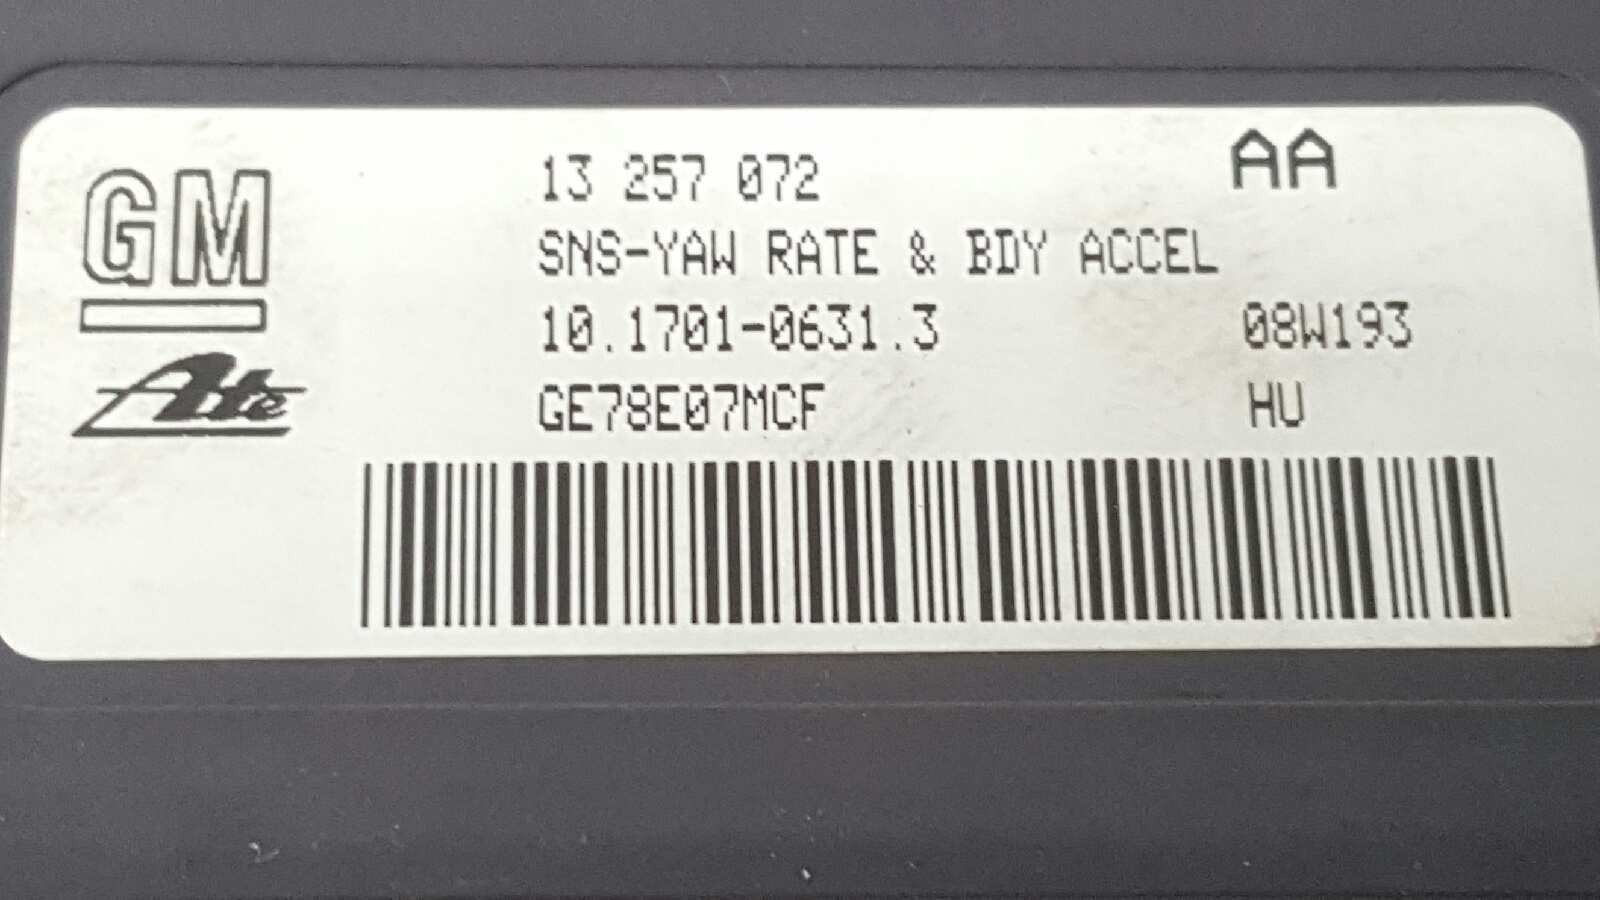 GM
Ate
13 257 072 AA
SNS-YAW RATE & BDY ACCEL
10.1701-0631.3 08W193
GE78E07MCF HU